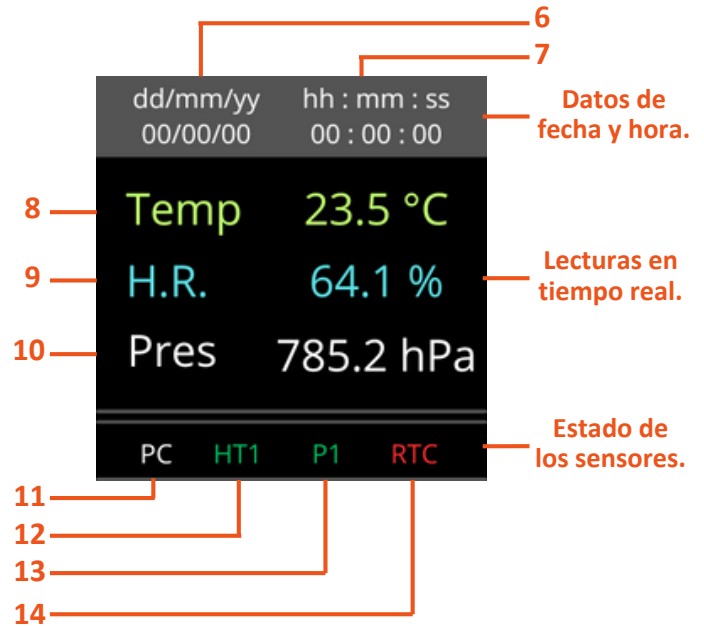 6
7
dd/mm/yy hh : mm : ss
00/00/00 00 : 00 : 00
Datos de
fecha y hora.
8
Temp 23.5 °C
9
H.R. 64.1 %
Lecturas en
tiempo real.
10
Pres 785.2 hPa
Estado de
los sensores.
PC HT1 P1 RTC
11
12
13
14